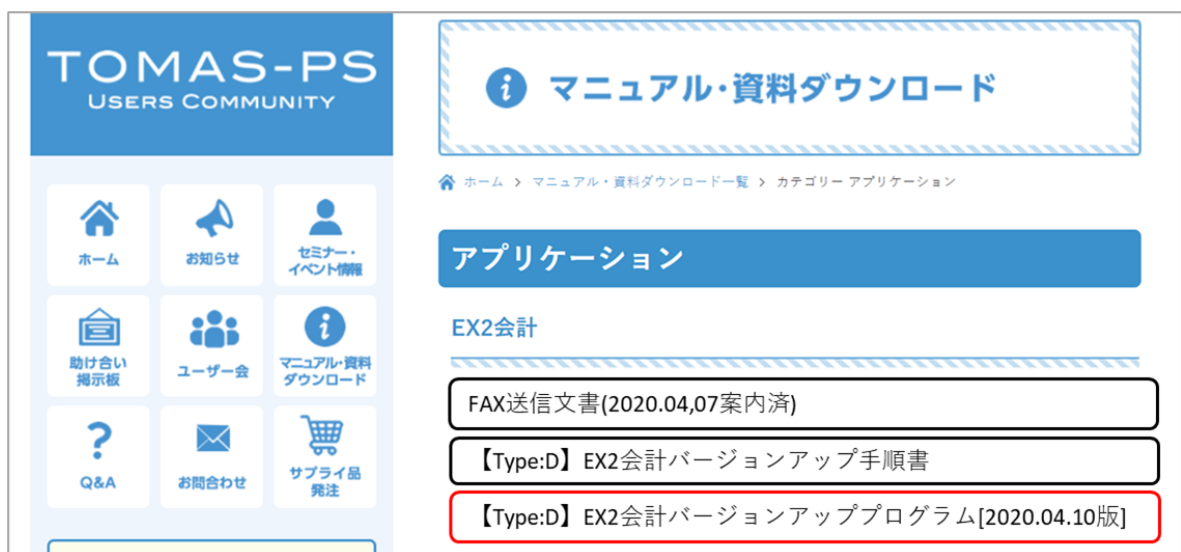 TOMAS-PS
USERS COMMUNITY
ホーム
お知らせ
セミナー・
イベント情報
助け合い
掲示板
ユーザー会
マニュアル・資料
ダウンロード
Q&A
お問合わせ
サプライ品
発注
マニュアル・資料ダウンロード
ホーム > マニュアル・資料ダウンロード一覧 > カテゴリー アプリケーション
アプリケーション
EX2会計
FAX送信文書(2020.04,07案内済)
【Type:D】EX2会計バージョンアップ手順書
【Type:D】EX2会計バージョンアッププログラム[2020.04.10版]